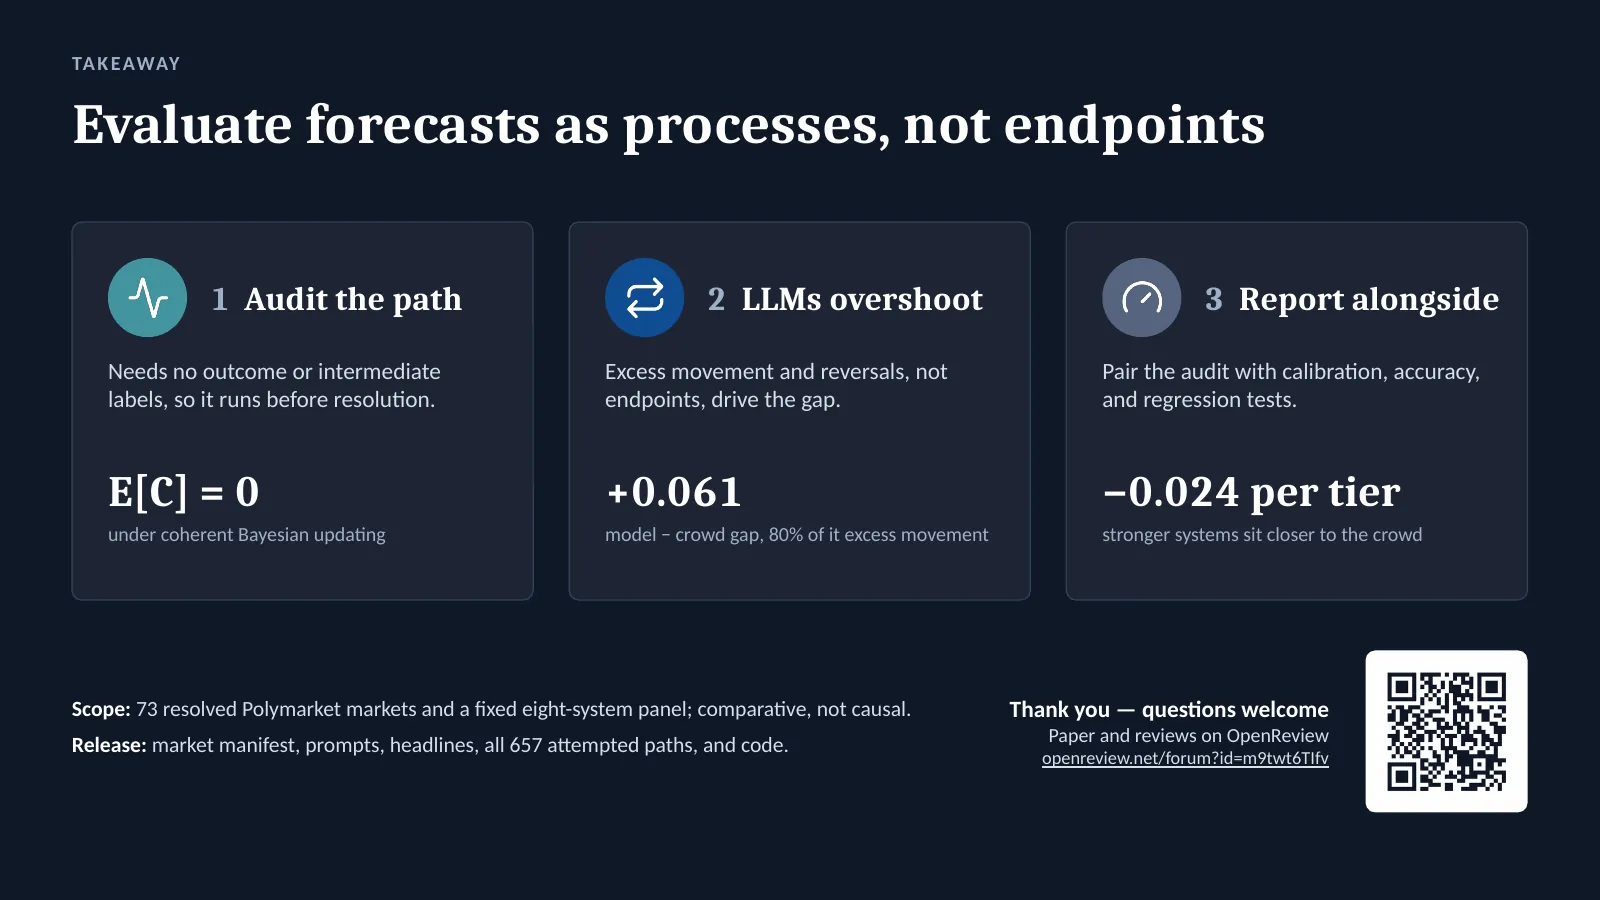 TAKEAWAY
Evaluate forecasts as processes, not endpoints
1 Audit the path
Needs no outcome or intermediate
labels, so it runs before resolution.
E[C] = 0
under coherent Bayesian updating
2 LLMs overshoot
Excess movement and reversals, not
endpoints, drive the gap.
+0.061
model − crowd gap, 80% of it excess movement
3 Report alongside
Pair the audit with calibration, accuracy,
and regression tests.
−0.024 per tier
stronger systems sit closer to the crowd
Scope: 73 resolved Polymarket markets and a fixed eight-system panel; comparative, not causal.
Release: market manifest, prompts, headlines, all 657 attempted paths, and code.
Thank you — questions welcome
Paper and reviews on OpenReview
openreview.net/forum?id=m9twt6TIfv